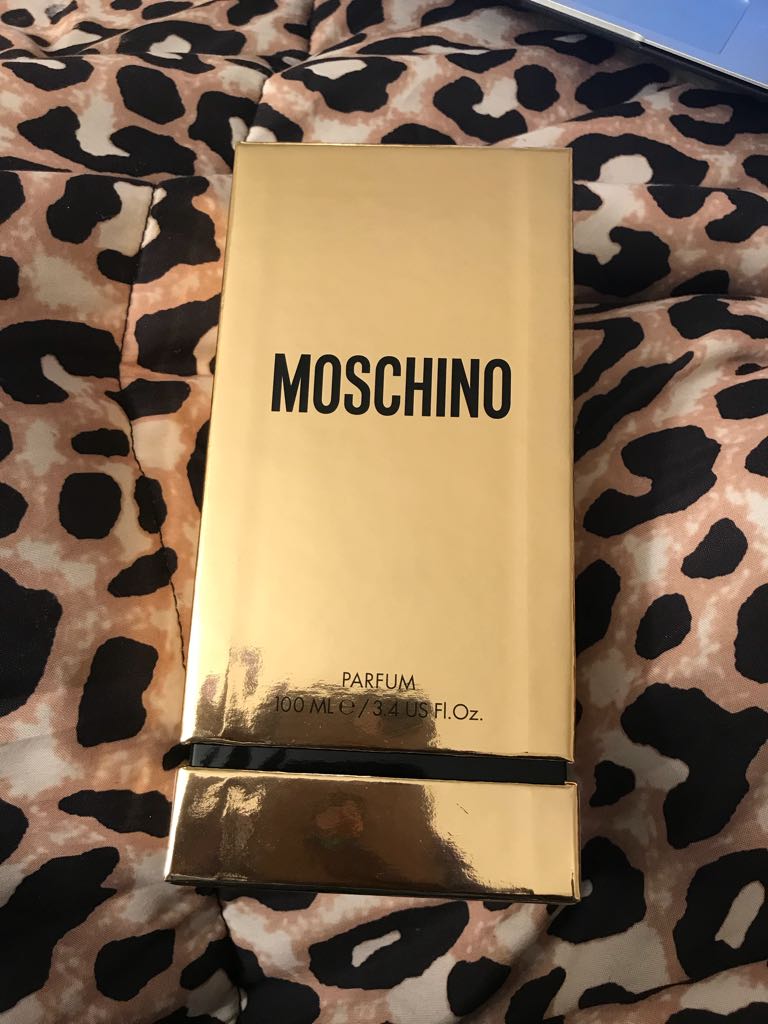 MOSCHINO
PARFUM
100 ML ℮ / 3.4 US Fl.Oz.